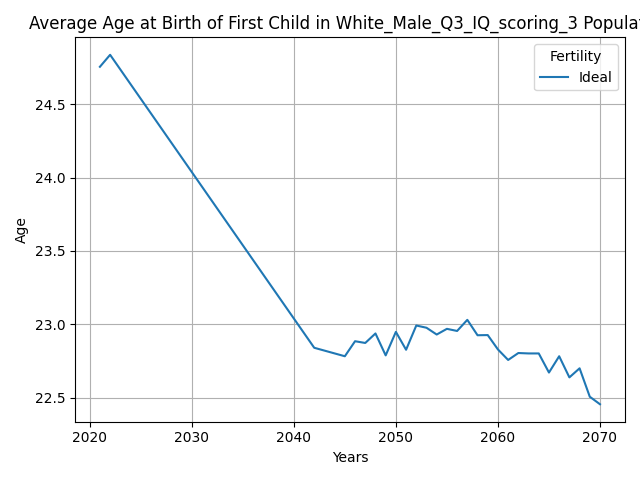 Average Age at Birth of First Child in White_Male_Q3_IQ_scoring_3
Fertility
Ideal
24.5
24.0
23.5
23.0
22.5
Age
2020 2030 2040 2050 2060 2070
Years